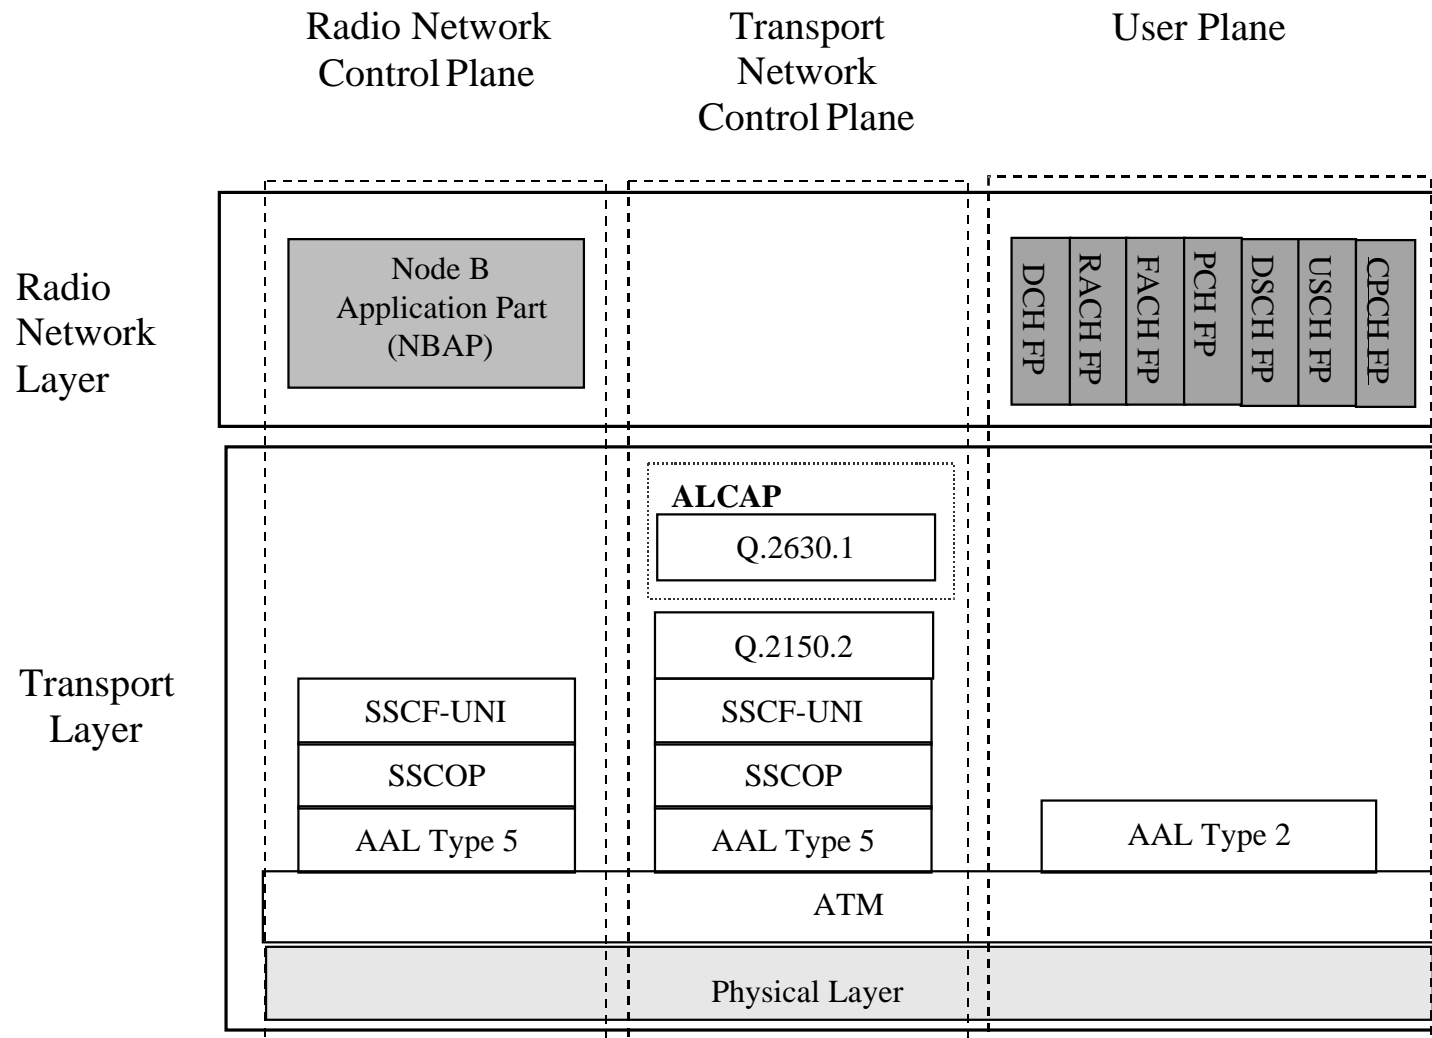 Radio Network
Control Plane
Transport
Network
Control Plane
User Plane
Radio
Network
Layer
Node B
Application Part
(NBAP)
DCH FP
RACH FP
FACH FP
PCH FP
DSCH FP
USCH FP
CPCH FP
Transport
Layer
ALCAP
Q.2630.1
Q.2150.2
SSCF-UNI
SSCF-UNI
SSCOP
SSCOP
AAL Type 5
AAL Type 5
AAL Type 2
ATM
Physical Layer